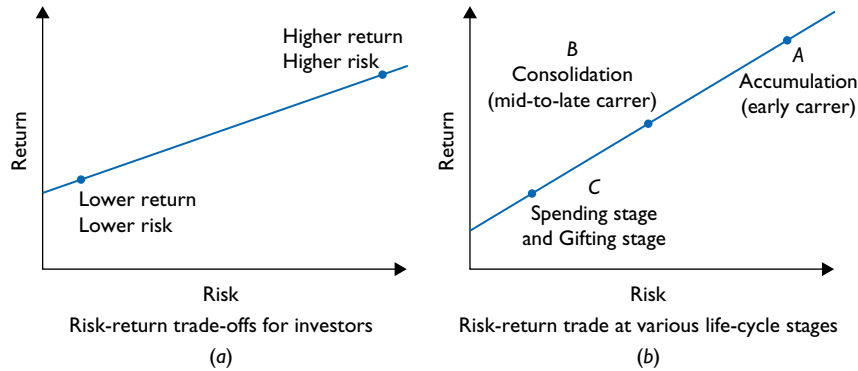 Higher return
Higher risk
Return
Lower return
Lower risk
Risk
Risk-return trade-offs for investors
(a)
B
Consolidation
(mid-to-late carrer)
A
Accumulation
(early carrer)
Return
C
Spending stage
and Gifting stage
Risk
Risk-return trade at various life-cycle stages
(b)